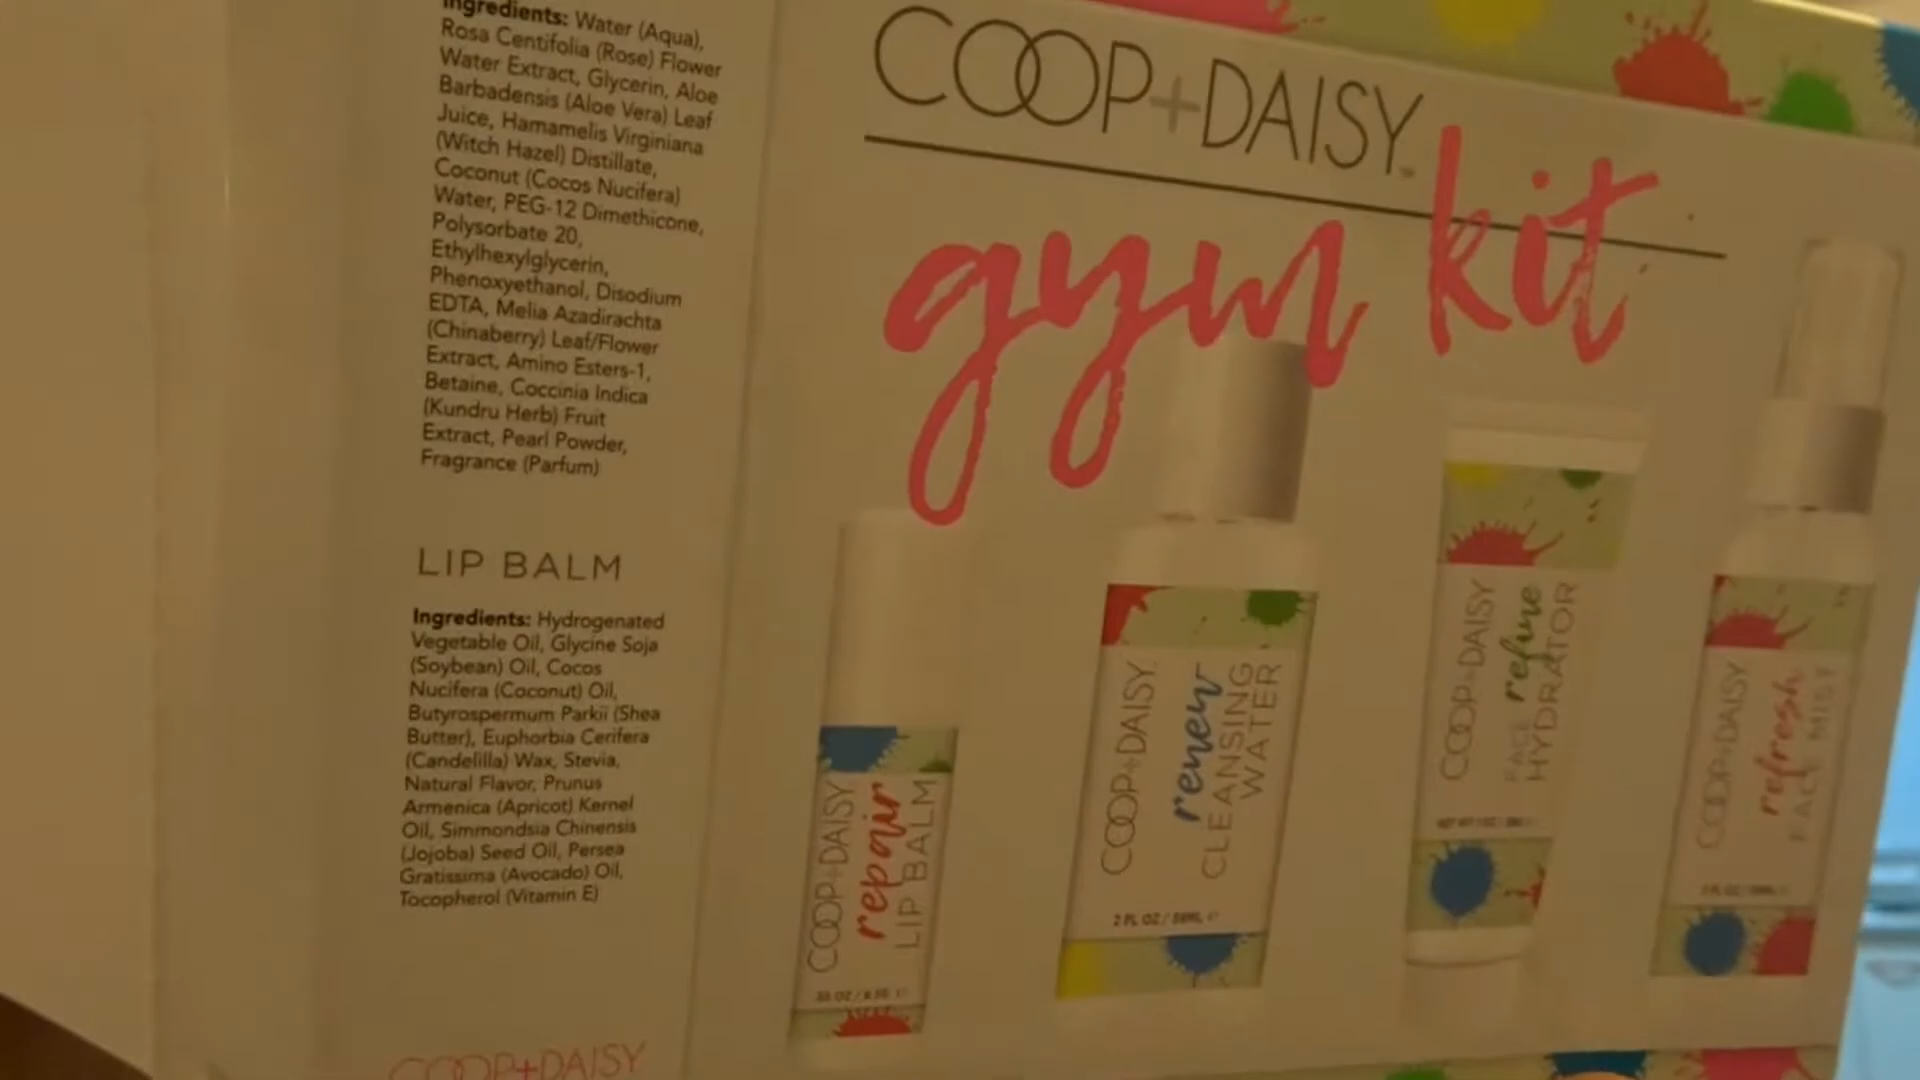 Ingredients: Water (Aqua),
Rosa Centifolia (Rose) Flower
Water Extract, Glycerin, Aloe
Barbadensis (Aloe Vera) Leaf
Juice, Hamamelis Virginiana
(Witch Hazel) Distillate,
Coconut (Cocos Nucifera)
Water, PEG-12 Dimethicone,
Polysorbate 20,
Ethylhexylglycerin,
Phenoxyethanol, Disodium
EDTA, Melia Azadirachta
(Chinaberry) Leaf/Flower
Extract, Amino Esters-1,
Betaine, Coccinia Indica
(Kundru Herb) Fruit
Extract, Pearl Powder,
Fragrance (Parfum)
LIP BALM
Ingredients: Hydrogenated
Vegetable Oil, Glycine Soja
(Soybean) Oil, Cocos
Nucifera (Coconut) Oil,
Butyrospermum Parkii (Shea
Butter), Euphorbia Cerifera
(Candelilla) Wax, Stevia,
Natural Flavor, Prunus
Armenica (Apricot) Kernel
Oil, Simmondsia Chinensis
(Jojoba) Seed Oil, Persea
Gratissima (Avocado) Oil,
Tocopherol (Vitamin E)
COOP+DAISY
COOP+DAISY™
gym kit
COOP+DAISY
repair
LIP BALM
COOP+DAISY
renew
CLEANSING
WATER
2 FL OZ /
COOP+DAISY
refine
FACE
HYDRATOR
COOP+DAISY
refresh
FACE MIST